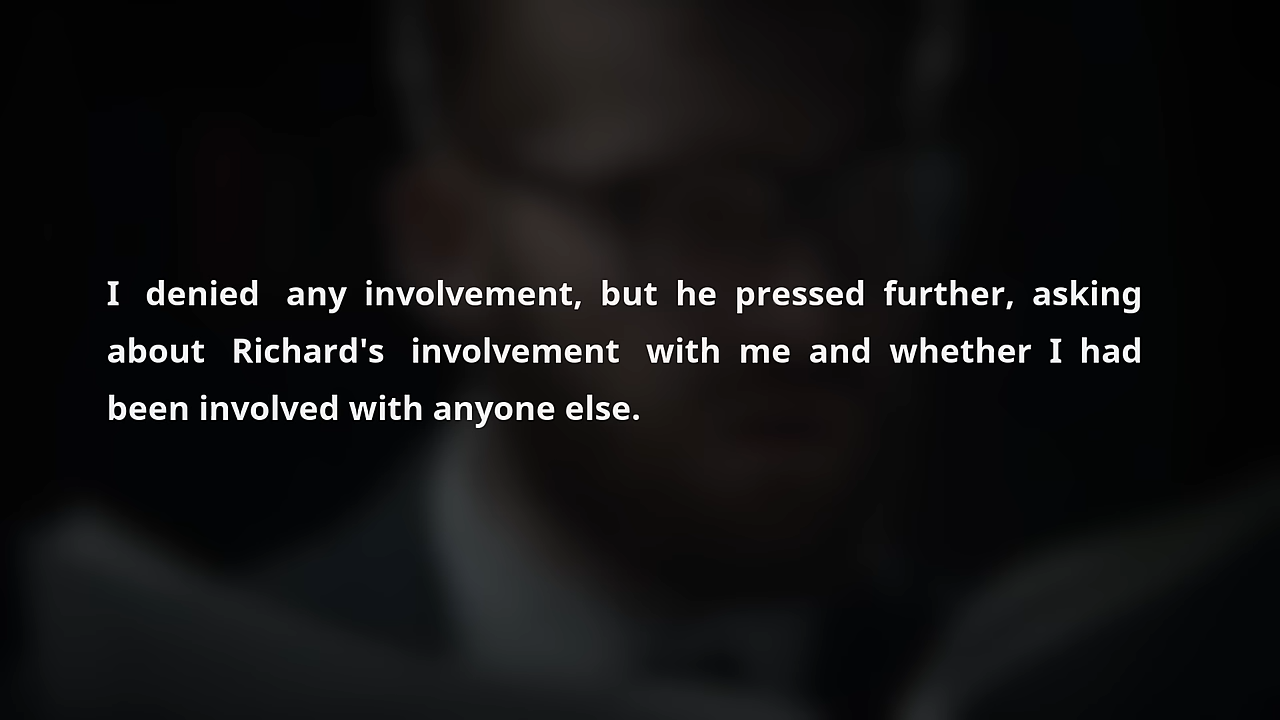 I denied any involvement, but he pressed further, asking
about Richard's involvement with me and whether I had
been involved with anyone else.